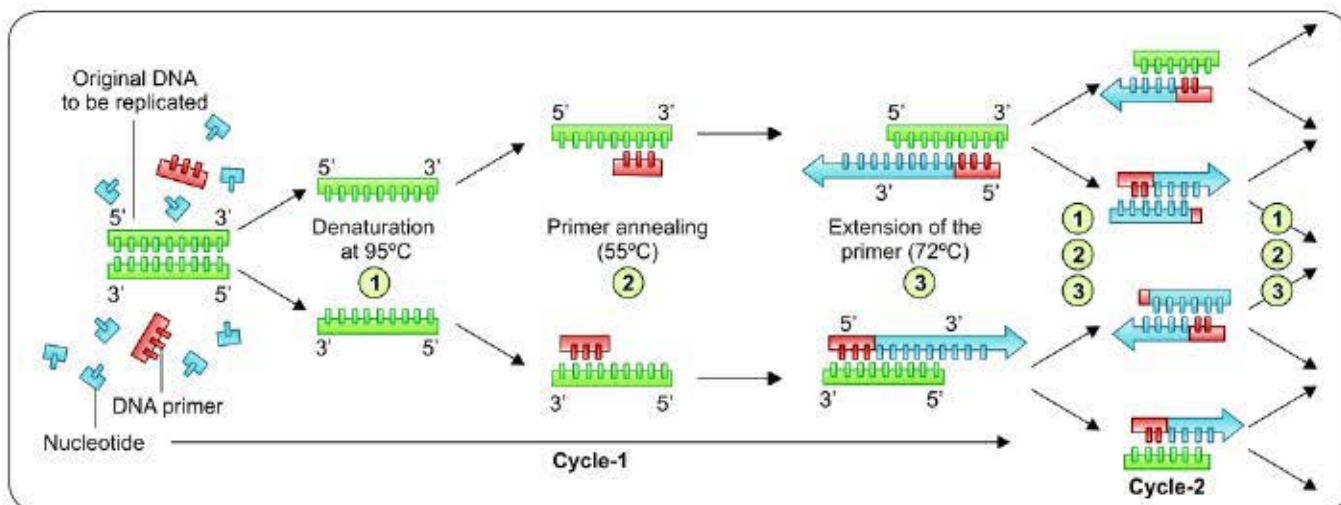 Original DNA
to be replicated
5' 3'
3' 5'
DNA primer
Nucleotide
5' 3'
Denaturation
at 95ºC
1
3' 5'
5' 3'
Primer annealing
(55ºC)
2
3' 5'
5' 3'
3' 5'
Extension of the
primer (72ºC)
3
5' 3'
3' 5'
Cycle-1
1
2
3
Cycle-2
1
2
3